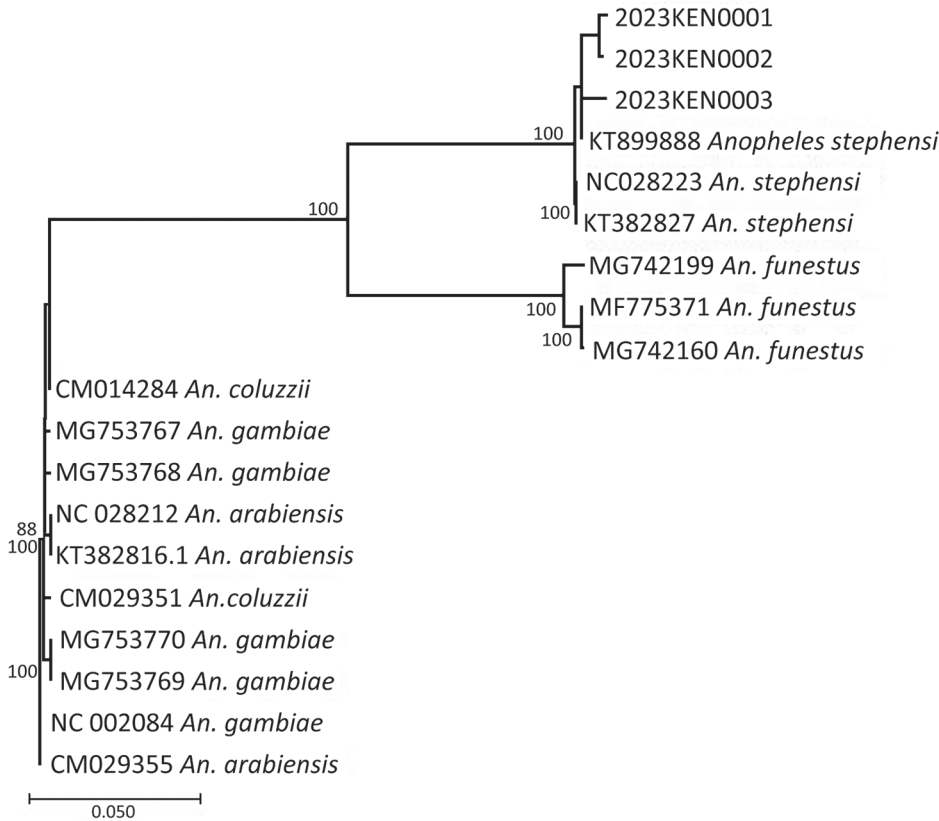 2023KEN0001
2023KEN0002
2023KEN0003
100
KT899888 Anopheles stephensi
NC028223 An. stephensi
100
KT382827 An. stephensi
100
MG742199 An. funestus
100
MF775371 An. funestus
100
MG742160 An. funestus
CM014284 An. coluzzii
MG753767 An. gambiae
MG753768 An. gambiae
NC 028212 An. arabiensis
88
100
KT382816.1 An. arabiensis
CM029351 An.coluzzii
MG753770 An. gambiae
100
MG753769 An. gambiae
NC 002084 An. gambiae
CM029355 An. arabiensis
0.050